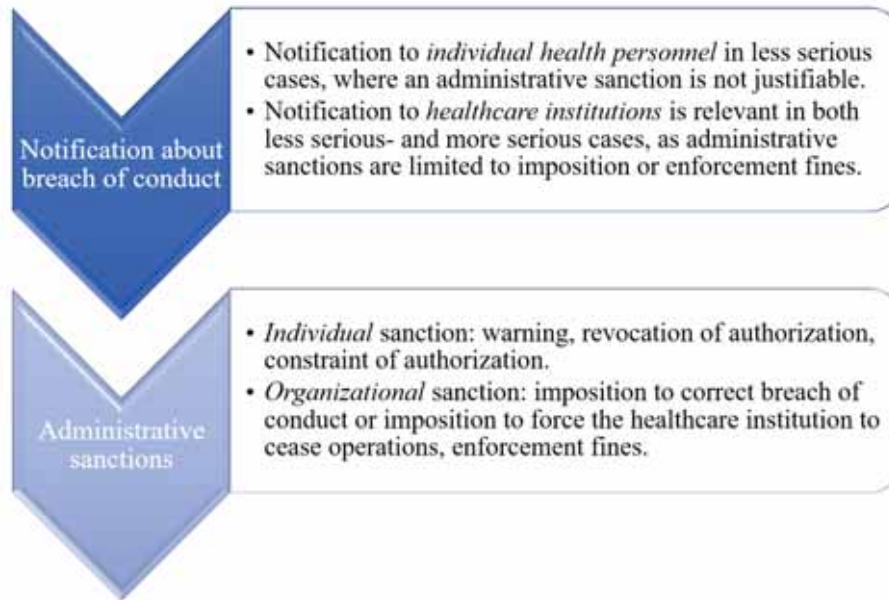 Notification about
breach of conduct
• Notification to individual health personnel in less serious
cases, where an administrative sanction is not justifiable.
• Notification to healthcare institutions is relevant in both
less serious- and more serious cases, as administrative
sanctions are limited to imposition or enforcement fines.
Administrative
sanctions
• Individual sanction: warning, revocation of authorization,
constraint of authorization.
• Organizational sanction: imposition to correct breach of
conduct or imposition to force the healthcare institution to
cease operations, enforcement fines.